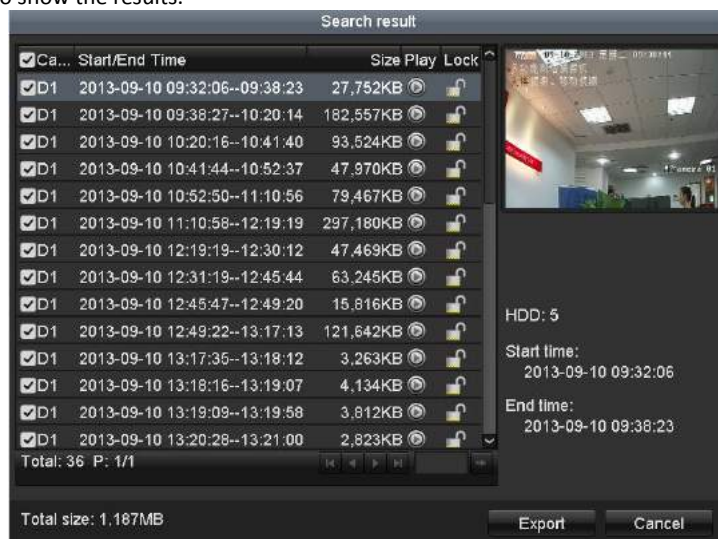 o show the results.
Search result
Ca... Start/End Time Size Play Lock
D1 2013-09-10 09:32:06--09:38:23 27,752KB
D1 2013-09-10 09:38:27--10:20:14 182,557KB
D1 2013-09-10 10:20:16--10:41:40 93,524KB
D1 2013-09-10 10:41:44--10:52:37 47,970KB
D1 2013-09-10 10:52:50--11:10:56 79,467KB
D1 2013-09-10 11:10:58--12:19:19 297,180KB
D1 2013-09-10 12:19:19--12:30:12 47,469KB
D1 2013-09-10 12:31:19--12:45:44 63,245KB
D1 2013-09-10 12:45:47--12:49:20 15,816KB
D1 2013-09-10 12:49:22--13:17:13 121,642KB
D1 2013-09-10 13:17:35--13:18:12 3,263KB
D1 2013-09-10 13:18:16--13:19:07 4,134KB
D1 2013-09-10 13:19:09--13:19:58 3,812KB
D1 2013-09-10 13:20:28--13:21:00 2,823KB
Total: 36 P: 1/1
HDD: 5
Start time:
2013-09-10 09:32:06
End time:
2013-09-10 09:38:23
Total size: 1,187MB
Export Cancel